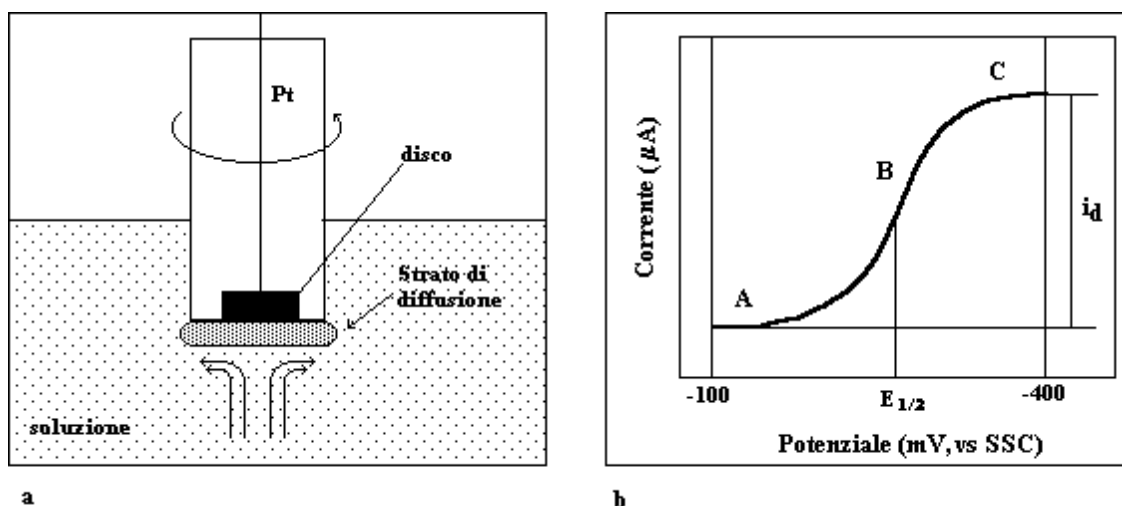 Pt
disco
Strato di
diffusione
soluzione
a
Corrente ( µA)
A
B
C
i d
-100
E 1/2
-400
Potenziale (mV, vs SSC)
b